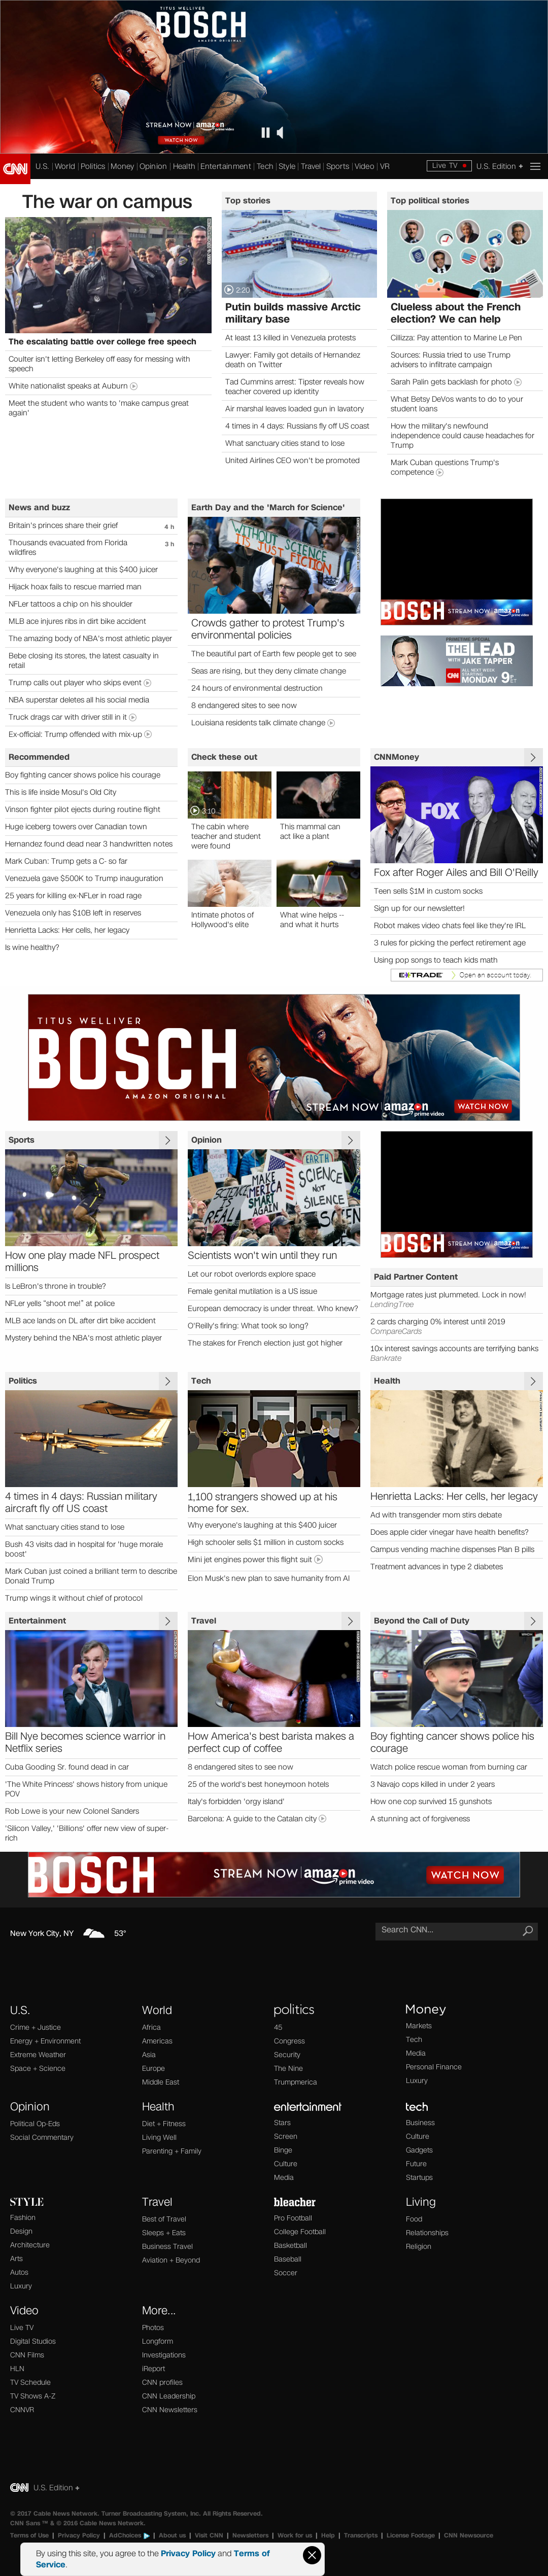 TITUS WELLIVER
BOSCH
AMAZON ORIGINAL
STREAM NOW amazon prime video
WATCH NOW
CNN U.S. World Politics Money Opinion Health Entertainment Tech Style Travel Sports Video VR Live TV U.S. Edition +
The war on campus
The escalating battle over college free speech
Coulter isn't letting Berkeley off easy for messing with
speech
White nationalist speaks at Auburn
Meet the student who wants to 'make campus great
again'
Top stories
2:20
Putin builds massive Arctic
military base
At least 13 killed in Venezuela protests
Lawyer: Family got details of Hernandez
death on Twitter
Tad Cummins arrest: Tipster reveals how
teacher covered up identity
Air marshal leaves loaded gun in lavatory
4 times in 4 days: Russians fly off US coast
What sanctuary cities stand to lose
United Airlines CEO won't be promoted
Top political stories
Clueless about the French
election? We can help
Cillizza: Pay attention to Marine Le Pen
Sources: Russia tried to use Trump
advisers to infiltrate campaign
Sarah Palin gets backlash for photo
What Betsy DeVos wants to do to your
student loans
How the military's newfound
independence could cause headaches for
Trump
Mark Cuban questions Trump's
competence
News and buzz
Britain's princes share their grief 4 h
Thousands evacuated from Florida 3 h
wildfires
Why everyone's laughing at this $400 juicer
Hijack hoax fails to rescue married man
NFLer tattoos a chip on his shoulder
MLB ace injures ribs in dirt bike accident
The amazing body of NBA's most athletic player
Bebe closing its stores, the latest casualty in
retail
Trump calls out player who skips event
NBA superstar deletes all his social media
Truck drags car with driver still in it
Ex-official: Trump offended with mix-up
Earth Day and the 'March for Science'
WITHOUT SCIENCE
IT'S JUST FICTION
Crowds gather to protest Trump's
environmental policies
The beautiful part of Earth few people get to see
Seas are rising, but they deny climate change
24 hours of environmental destruction
8 endangered sites to see now
Louisiana residents talk climate change
BOSCH STREAM NOW amazon prime video
PRIMETIME SPECIAL
THE LEAD
WITH JAKE TAPPER
CNN ALL NEXT WEEK
STARTING
MONDAY 9PM ET
Recommended
Boy fighting cancer shows police his courage
This is life inside Mosul's Old City
Vinson fighter pilot ejects during routine flight
Huge iceberg towers over Canadian town
Hernandez found dead near 3 handwritten notes
Mark Cuban: Trump gets a C- so far
Venezuela gave $500K to Trump inauguration
25 years for killing ex-NFLer in road rage
Venezuela only has $10B left in reserves
Henrietta Lacks: Her cells, her legacy
Is wine healthy?
Check these out
3:10
The cabin where
teacher and student
were found
This mammal can
act like a plant
Intimate photos of
Hollywood's elite
What wine helps --
and what it hurts
CNNMoney
FOX
Fox after Roger Ailes and Bill O'Reilly
Teen sells $1M in custom socks
Sign up for our newsletter!
Robot makes video chats feel like they're IRL
3 rules for picking the perfect retirement age
Using pop songs to teach kids math
E*TRADE Open an account today.
TITUS WELLIVER
BOSCH
AMAZON ORIGINAL
STREAM NOW amazon prime video WATCH NOW
Sports
How one play made NFL prospect
millions
Is LeBron's throne in trouble?
NFLer yells "shoot me!" at police
MLB ace lands on DL after dirt bike accident
Mystery behind the NBA's most athletic player
Opinion
MAKE
AMERICA
SMART
AGAIN
SCIENCE
NOT
SILENCE
Scientists won't win until they run
Let our robot overlords explore space
Female genital mutilation is a US issue
European democracy is under threat. Who knew?
O'Reilly's firing: What took so long?
The stakes for French election just got higher
BOSCH STREAM NOW amazon prime video
Paid Partner Content
Mortgage rates just plummeted. Lock in now!
LendingTree
2 cards charging 0% interest until 2019
CompareCards
10x interest savings accounts are terrifying banks
Bankrate
Politics
4 times in 4 days: Russian military
aircraft fly off US coast
What sanctuary cities stand to lose
Bush 43 visits dad in hospital for 'huge morale
boost'
Mark Cuban just coined a brilliant term to describe
Donald Trump
Trump wings it without chief of protocol
Tech
1,100 strangers showed up at his
home for sex.
Why everyone's laughing at this $400 juicer
High schooler sells $1 million in custom socks
Mini jet engines power this flight suit
Elon Musk's new plan to save humanity from AI
Health
Henrietta Lacks: Her cells, her legacy
Ad with transgender mom stirs debate
Does apple cider vinegar have health benefits?
Campus vending machine dispenses Plan B pills
Treatment advances in type 2 diabetes
Entertainment
Bill Nye becomes science warrior in
Netflix series
Cuba Gooding Sr. found dead in car
'The White Princess' shows history from unique
POV
Rob Lowe is your new Colonel Sanders
'Silicon Valley,' 'Billions' offer new view of super-
rich
Travel
How America's best barista makes a
perfect cup of coffee
8 endangered sites to see now
25 of the world's best honeymoon hotels
Italy's forbidden 'orgy island'
Barcelona: A guide to the Catalan city
Beyond the Call of Duty
Boy fighting cancer shows police his
courage
Watch police rescue woman from burning car
3 Navajo cops killed in under 2 years
How one cop survived 15 gunshots
A stunning act of forgiveness
BOSCH STREAM NOW amazon prime video WATCH NOW
New York City, NY 53°
Search CNN...
U.S.
Crime + Justice
Energy + Environment
Extreme Weather
Space + Science
World
Africa
Americas
Asia
Europe
Middle East
politics
45
Congress
Security
The Nine
Trumpmerica
Money
Markets
Tech
Media
Personal Finance
Luxury
Opinion
Political Op-Eds
Social Commentary
Health
Diet + Fitness
Living Well
Parenting + Family
entertainment
Stars
Screen
Binge
Culture
Media
tech
Business
Culture
Gadgets
Future
Startups
STYLE
Fashion
Design
Architecture
Arts
Autos
Luxury
Travel
Best of Travel
Sleeps + Eats
Business Travel
Aviation + Beyond
bleacher
Pro Football
College Football
Basketball
Baseball
Soccer
Living
Food
Relationships
Religion
Video
Live TV
Digital Studios
CNN Films
HLN
TV Schedule
TV Shows A-Z
CNNVR
More...
Photos
Longform
Investigations
iReport
CNN profiles
CNN Leadership
CNN Newsletters
CNN U.S. Edition +
© 2017 Cable News Network. Turner Broadcasting System, Inc. All Rights Reserved.
CNN Sans ™ & © 2016 Cable News Network.
Terms of Use | Privacy Policy | AdChoices | About us | Visit CNN | Newsletters | Work for us | Help | Transcripts | License Footage | CNN Newsource
By using this site, you agree to the Privacy Policy and Terms of
Service.